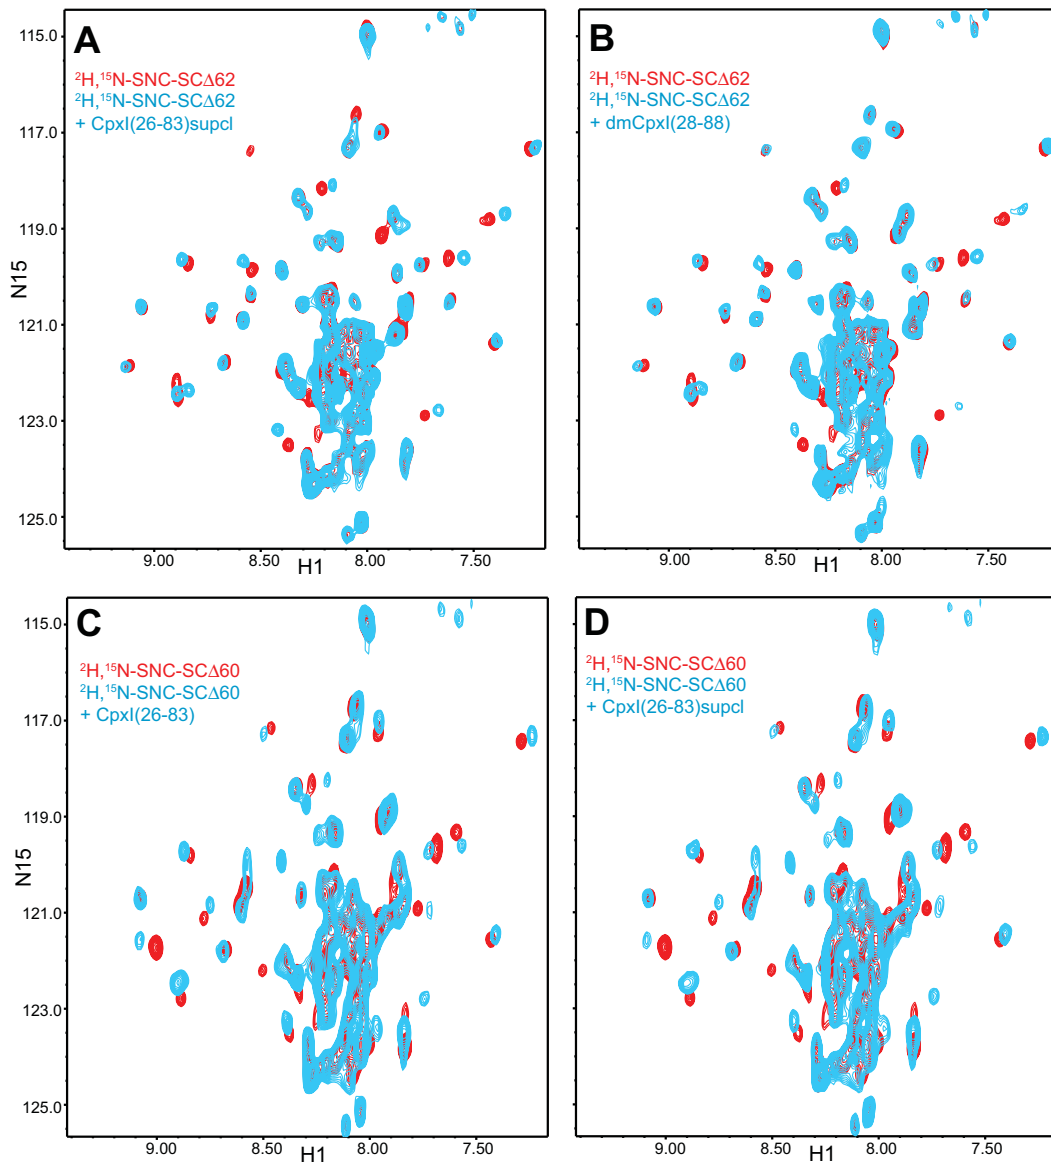 A
²H,¹⁵N-SNC-SCΔ62
²H,¹⁵N-SNC-SCΔ62
+ CpxI(26-83)supcl
115.0
117.0
119.0
121.0
123.0
125.0
N15
9.00
8.50
8.00
7.50
H1
B
²H,¹⁵N-SNC-SCΔ62
²H,¹⁵N-SNC-SCΔ62
+ dmCpxI(28-88)
9.00
8.50
8.00
7.50
H1
C
²H,¹⁵N-SNC-SCΔ60
²H,¹⁵N-SNC-SCΔ60
+ CpxI(26-83)
115.0
117.0
119.0
121.0
123.0
125.0
N15
9.00
8.50
8.00
7.50
H1
D
²H,¹⁵N-SNC-SCΔ60
²H,¹⁵N-SNC-SCΔ60
+ CpxI(26-83)supcl
9.00
8.50
8.00
7.50
H1